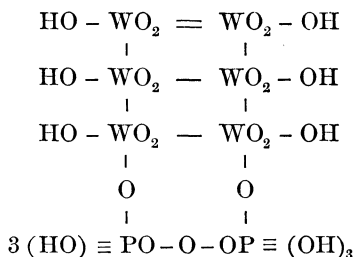 HO – WO₂ = WO₂ – OH
HO – WO₂ — WO₂ – OH
HO – WO₂ — WO₂ – OH
O O
3 (HO) ≡ PO – O – OP ≡ (OH)₃